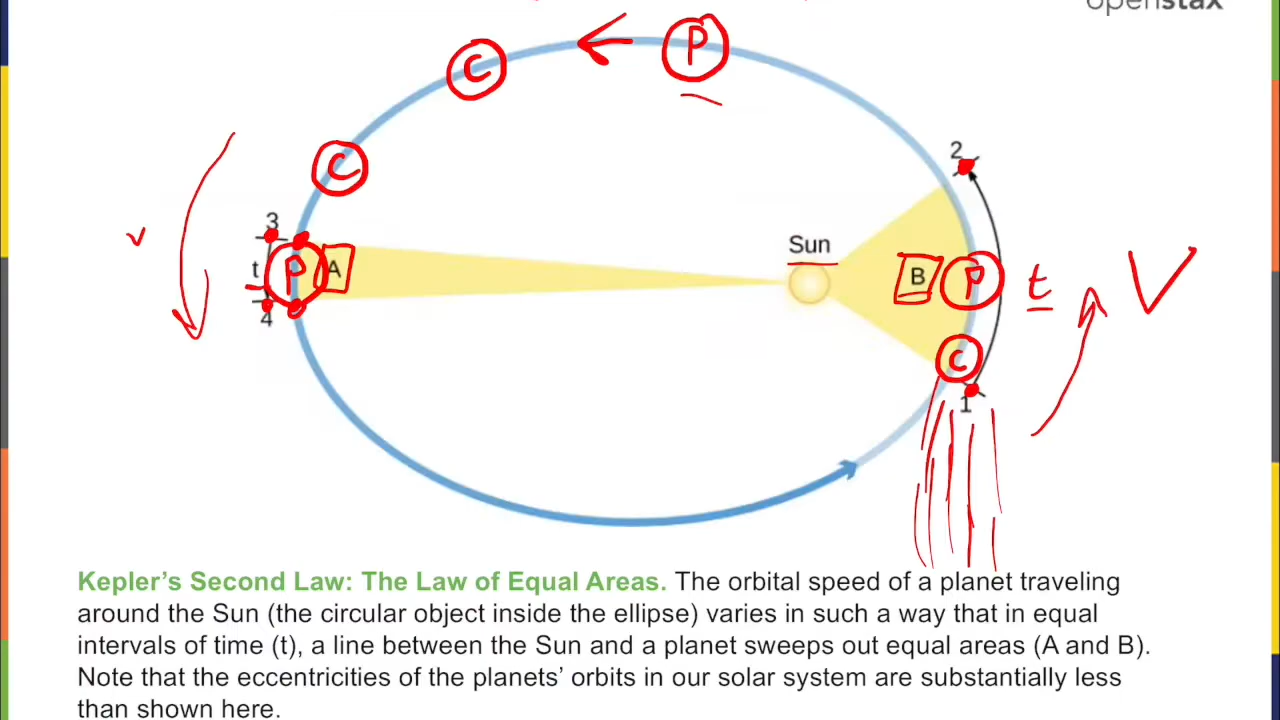 openstax
P
C
C
2
3
Sun
t
P
A
B
P
t
V
v
4
C
1
Kepler's Second Law: The Law of Equal Areas. The orbital speed of a planet traveling
around the Sun (the circular object inside the ellipse) varies in such a way that in equal
intervals of time (t), a line between the Sun and a planet sweeps out equal areas (A and B).
Note that the eccentricities of the planets' orbits in our solar system are substantially less
than shown here.